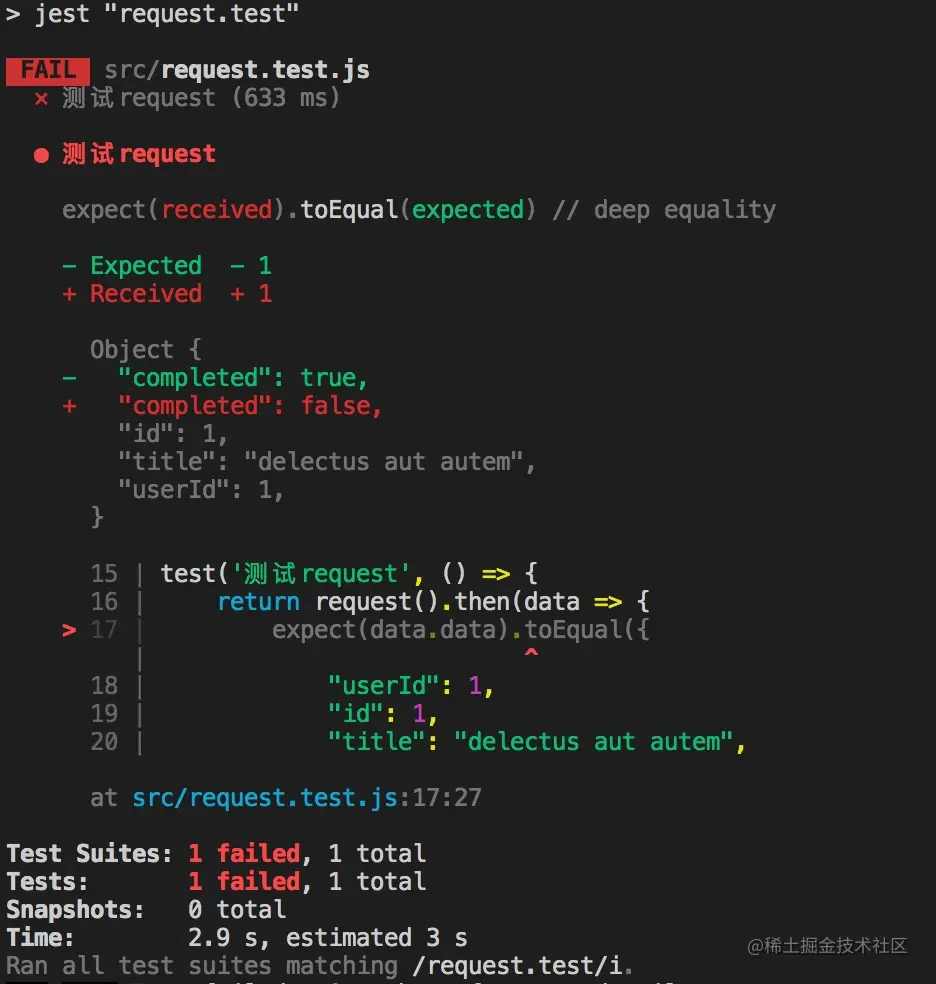 > jest "request.test"
FAIL src/request.test.js
× 测试request (633 ms)
● 测试request
expect(received).toEqual(expected) // deep equality
- Expected - 1
+ Received + 1
Object {
- "completed": true,
+ "completed": false,
"id": 1,
"title": "delectus aut autem",
"userId": 1,
}
15 | test('测试request', () => {
16 | return request().then(data => {
> 17 | expect(data.data).toEqual({
| ^
18 | "userId": 1,
19 | "id": 1,
20 | "title": "delectus aut autem",
at src/request.test.js:17:27
Test Suites: 1 failed, 1 total
Tests: 1 failed, 1 total
Snapshots: 0 total
Time: 2.9 s, estimated 3 s
@稀土掘金技术社区
Ran all test suites matching /request.test/i.